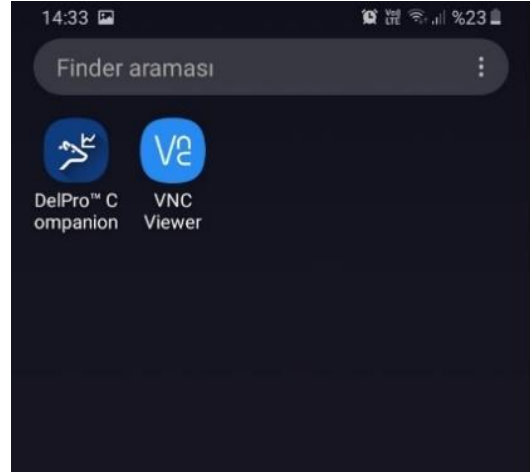 14:33 %23
Finder araması
DelPro™ C
ompanion
VNC
Viewer